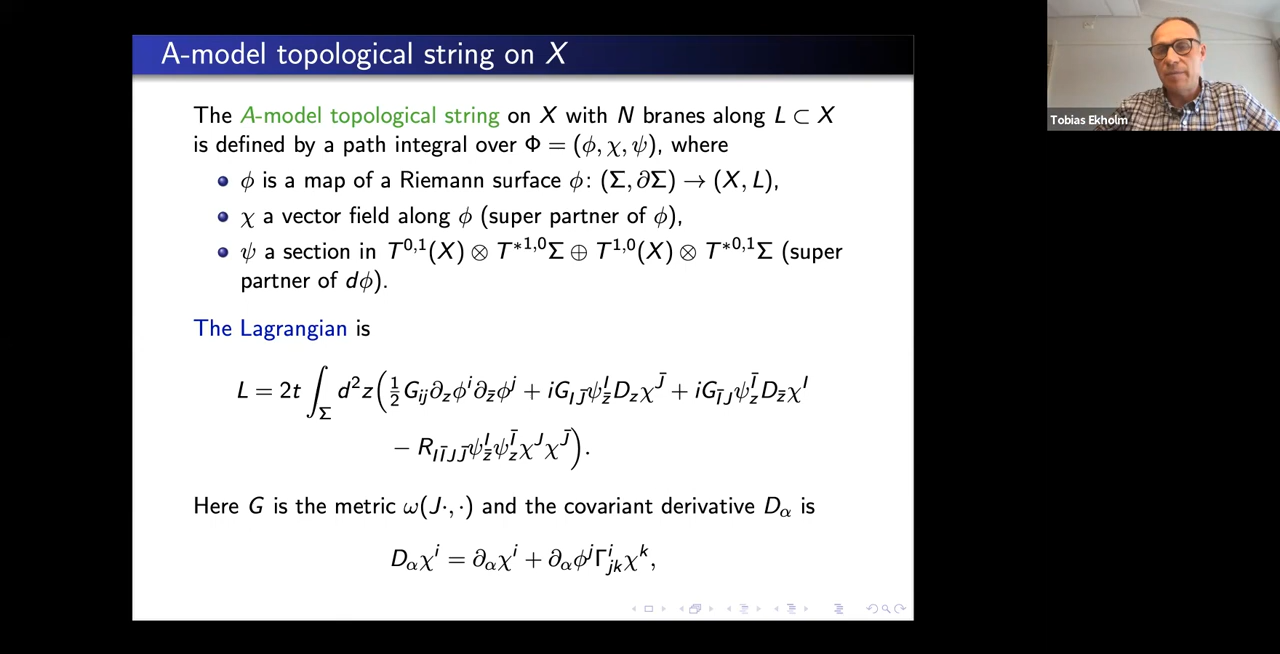 A-model topological string on X
The A-model topological string on X with N branes along L ⊂ X
is defined by a path integral over Φ = (ϕ, χ, ψ), where
ϕ is a map of a Riemann surface ϕ: (Σ, ∂Σ) → (X, L),
χ a vector field along ϕ (super partner of ϕ),
ψ a section in T^{0,1}(X) ⊗ T^{*1,0}Σ ⊕ T^{1,0}(X) ⊗ T^{*0,1}Σ (super
partner of dϕ).
The Lagrangian is
L = 2t ∫_Σ d²z( ½ G_{ij} ∂_z ϕ^i ∂_{z̄} ϕ^j + iG_{IJ̄} ψ^I_{z̄} D_z χ^{J̄} + iG_{ĪJ} ψ^{Ī}_z D_{z̄} χ^I
− R_{IĪJJ̄} ψ^I_{z̄} ψ^{Ī}_z χ^J χ^{J̄} ).
Here G is the metric ω(J·, ·) and the covariant derivative D_α is
D_α χ^i = ∂_α χ^i + ∂_α ϕ^j Γ^i_{jk} χ^k,
Tobias Ekholm